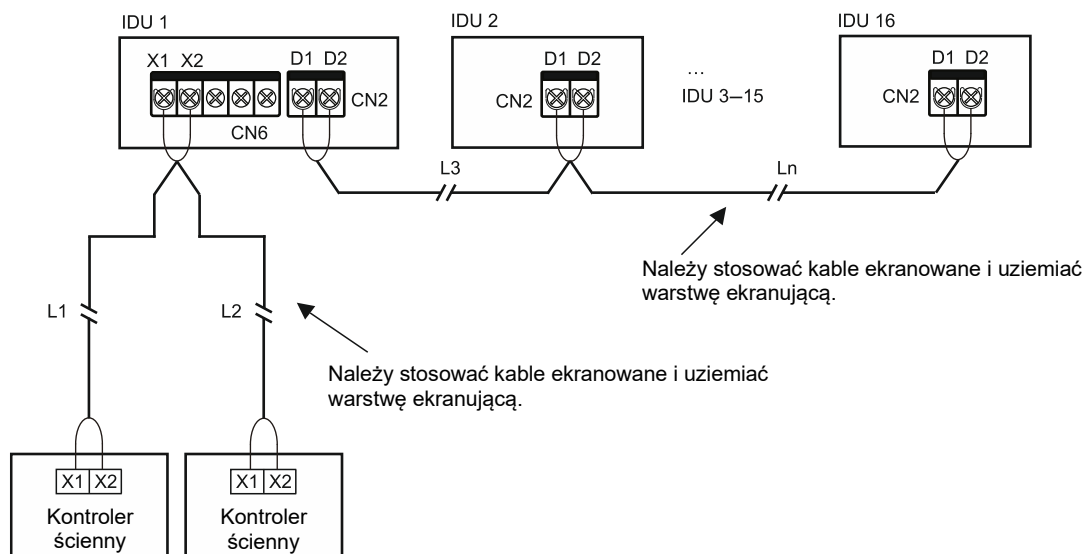 IDU 1
IDU 2
IDU 16
X1 X2
D1 D2
CN2
CN6
D1 D2
CN2
...
IDU 3–15
D1 D2
CN2
L3
Ln
Należy stosować kable ekranowane i uziemiać
warstwę ekranującą.
L1
L2
Należy stosować kable ekranowane i uziemiać
warstwę ekranującą.
X1 X2
Kontroler
ścienny
X1 X2
Kontroler
ścienny